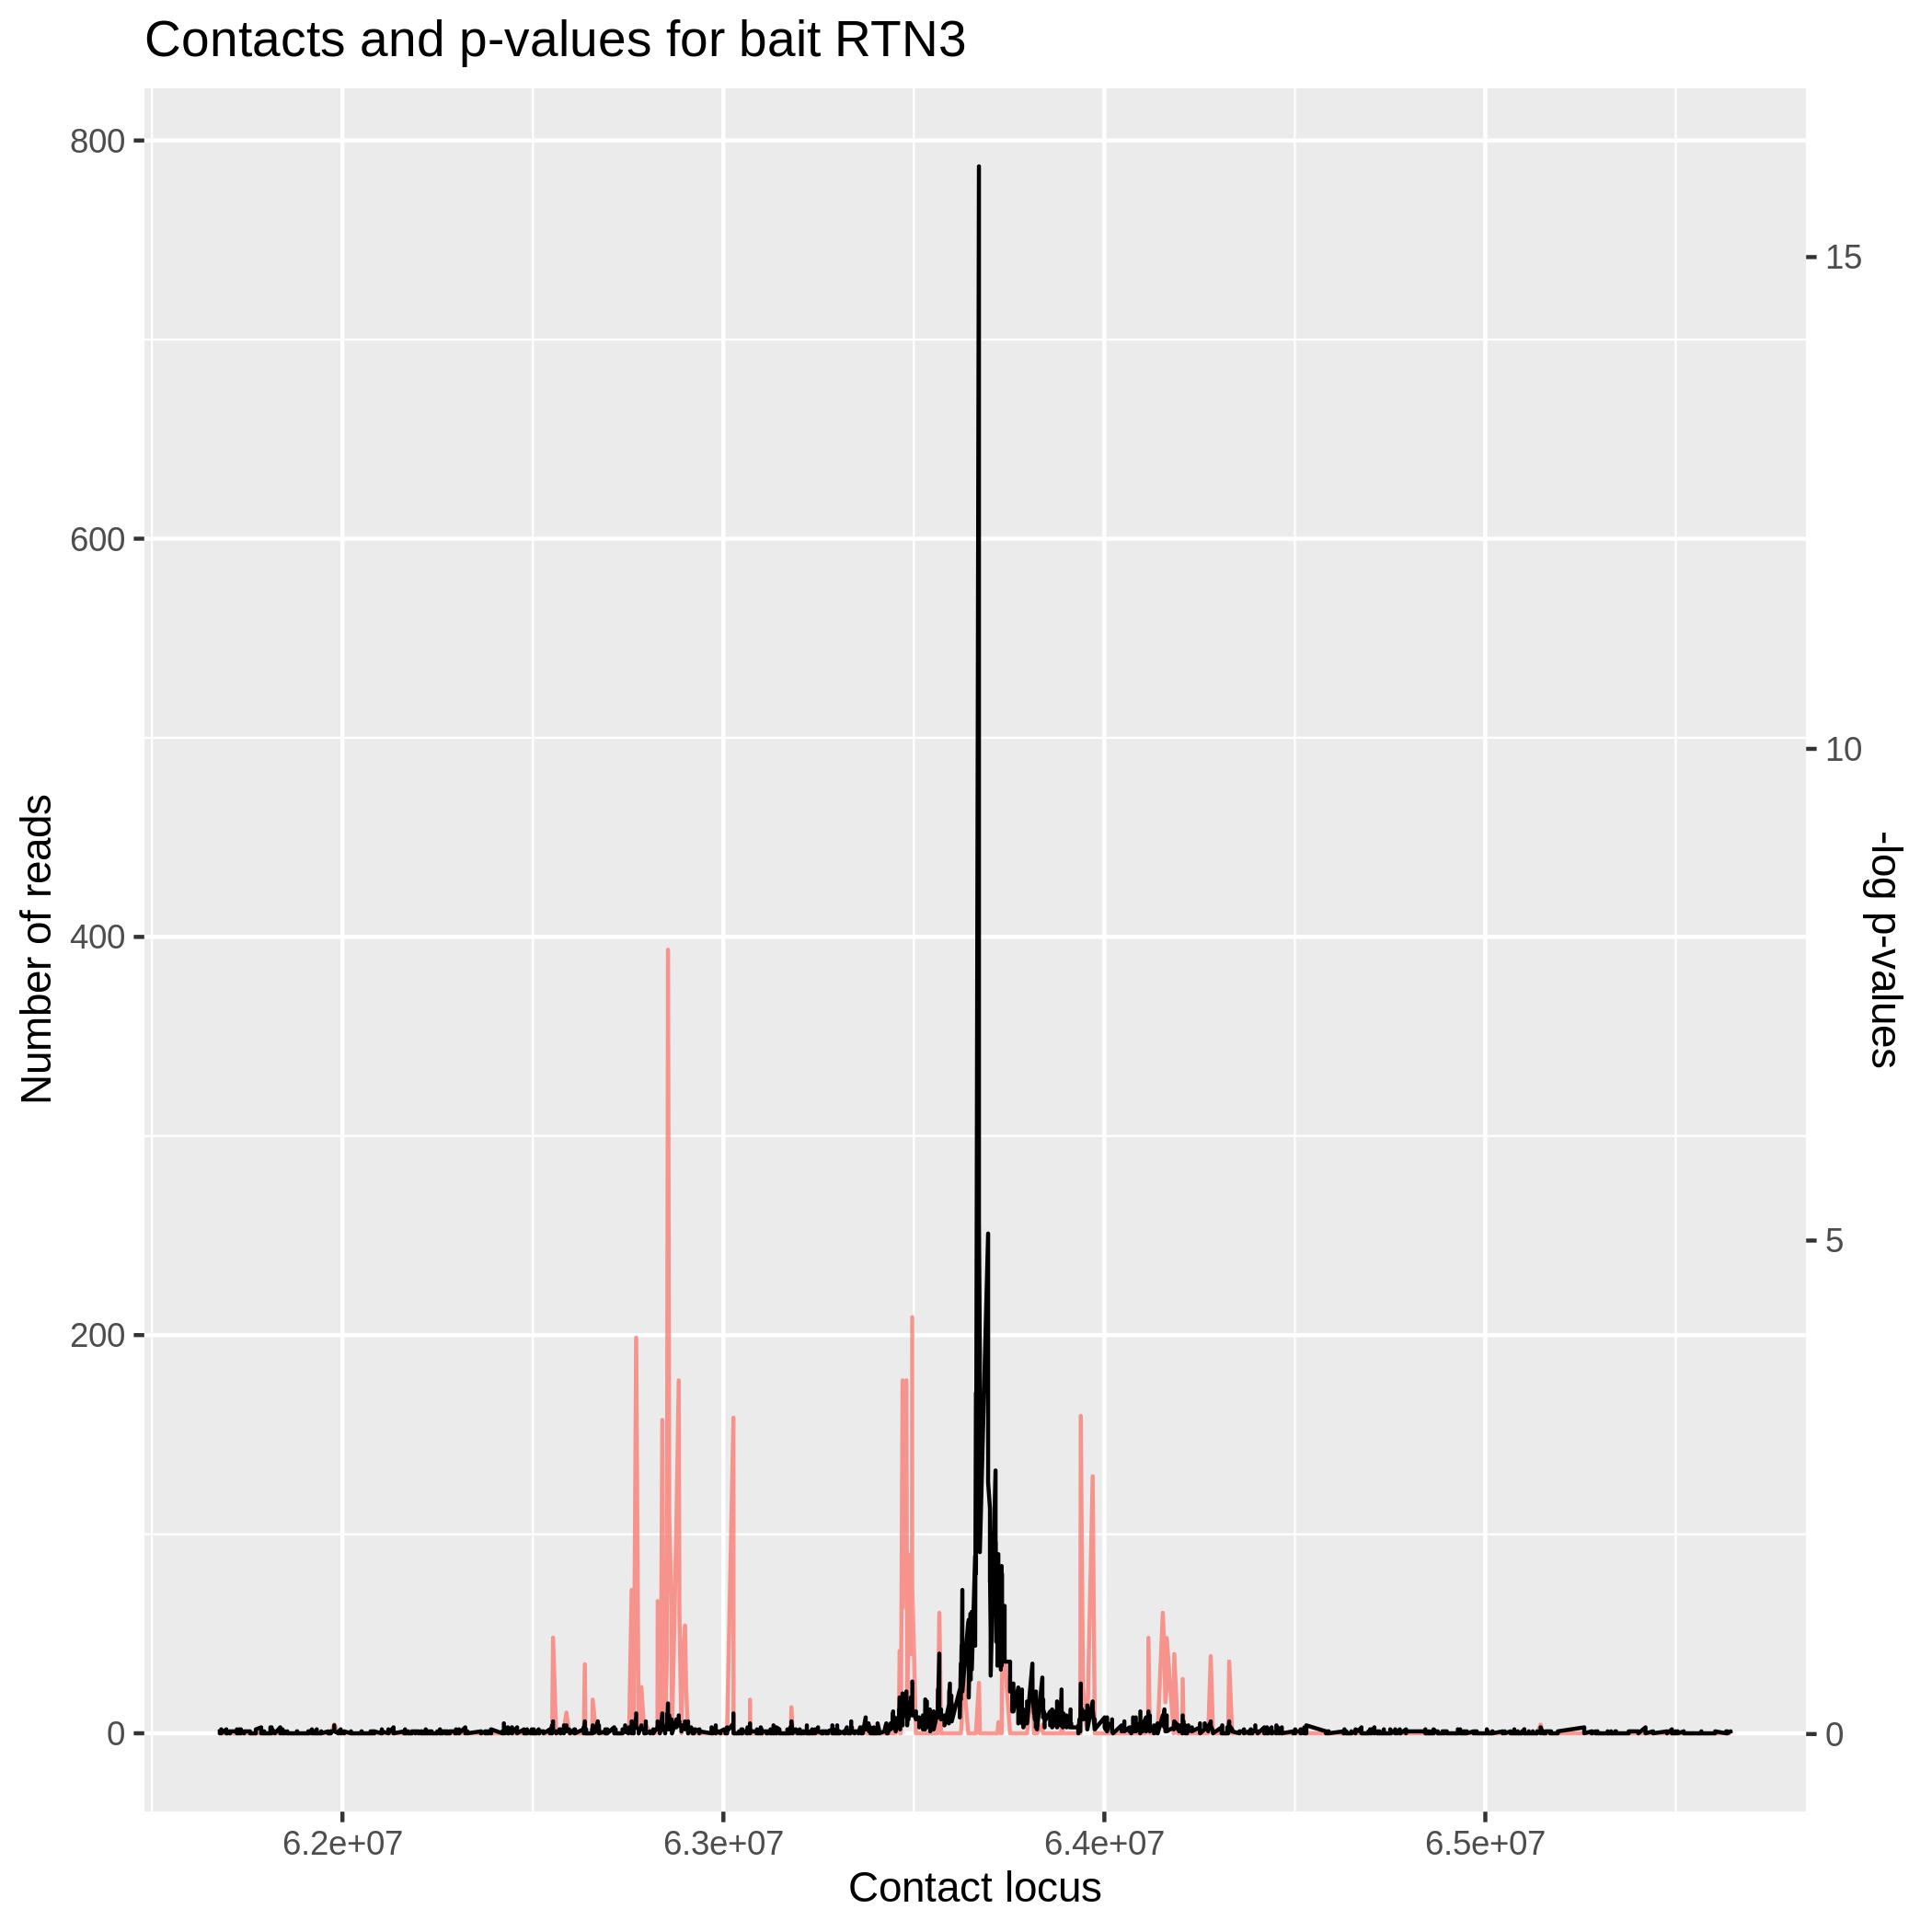 Contacts and p-values for bait RTN3
800
600
400
200
0
Number of reads
15
10
5
0
-log p-values
6.2e+07
6.3e+07
6.4e+07
6.5e+07
Contact locus